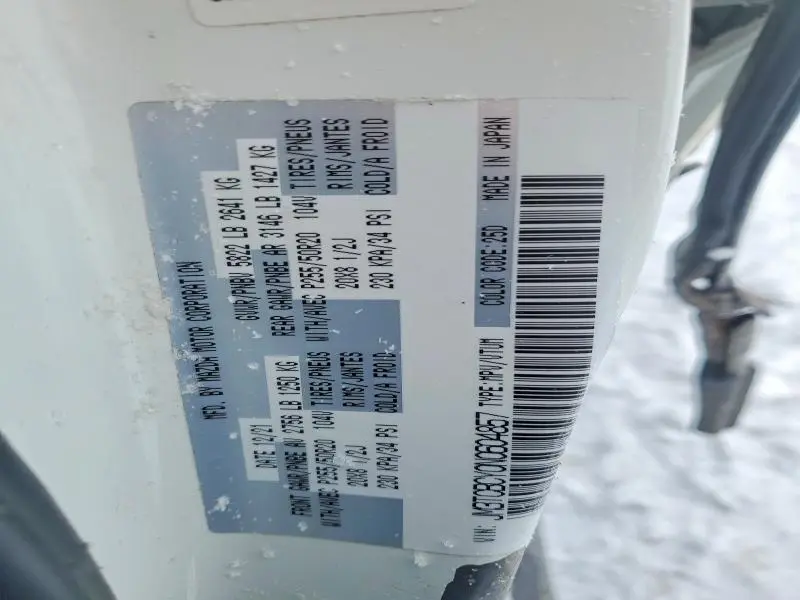 MFD. BY MAZDA MOTOR CORPORATION
DATE 12/21 GVWR/PNBV 5822 LB 2641 KG
FRONT GAWR/PNBE AV 2756 LB 1250 KG REAR GAWR/PNBE AR 3146 LB 1427 KG
WITH/AVEC P255/50R20 104V TIRES/PNEUS WITH/AVEC P255/50R20 104V TIRES/PNEUS
20X8 1/2J RIMS/JANTES 20X8 1/2J RIMS/JANTES
230 KPA/34 PSI COLD/A FROID 230 KPA/34 PSI COLD/A FROID
VIN: JM3TCBCY0N0604857 TYPE:MPV/VTUM COLOR CODE:25D MADE IN JAPAN